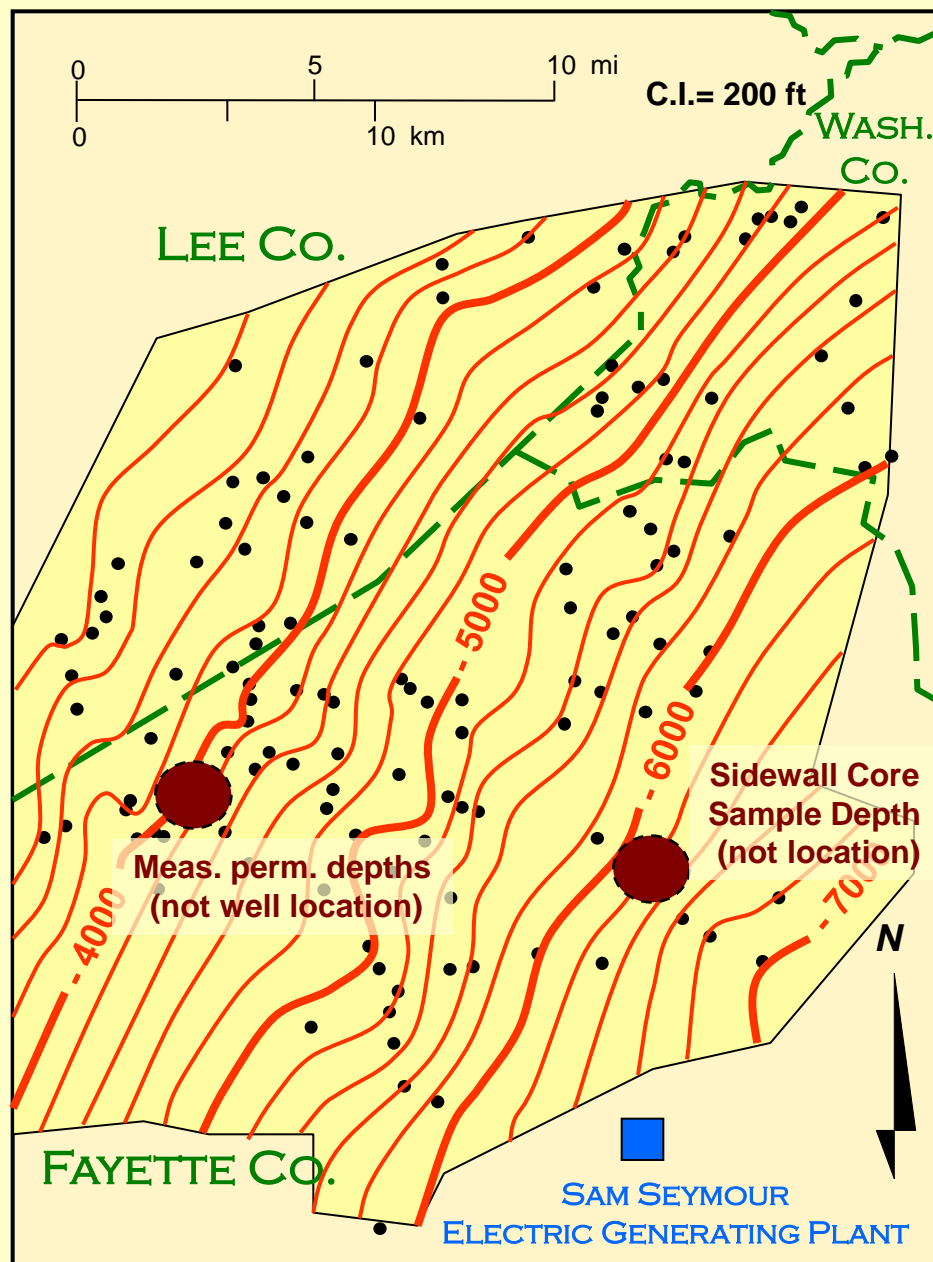 0 5 10 mi
0 10 km
C.I.= 200 ft
WASH.
CO.
LEE CO.
- 5000
- 6000
Sidewall Core
Sample Depth
(not location)
Meas. perm. depths
(not well location)
- 4000
- 7000
N
FAYETTE CO.
SAM SEYMOUR
ELECTRIC GENERATING PLANT